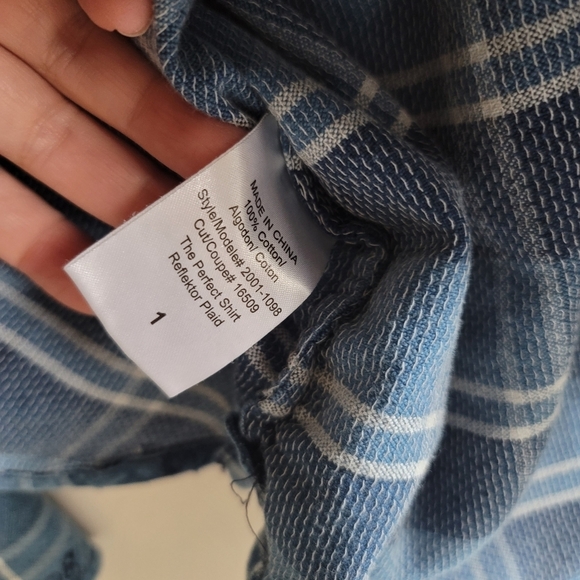 MADE IN CHINA
100% Cotton/
Algodon/ Coton
Style/Modele# 2001-1098
Cut/Coupe# 16509
The Perfect Shirt
Reflektor Plaid
1